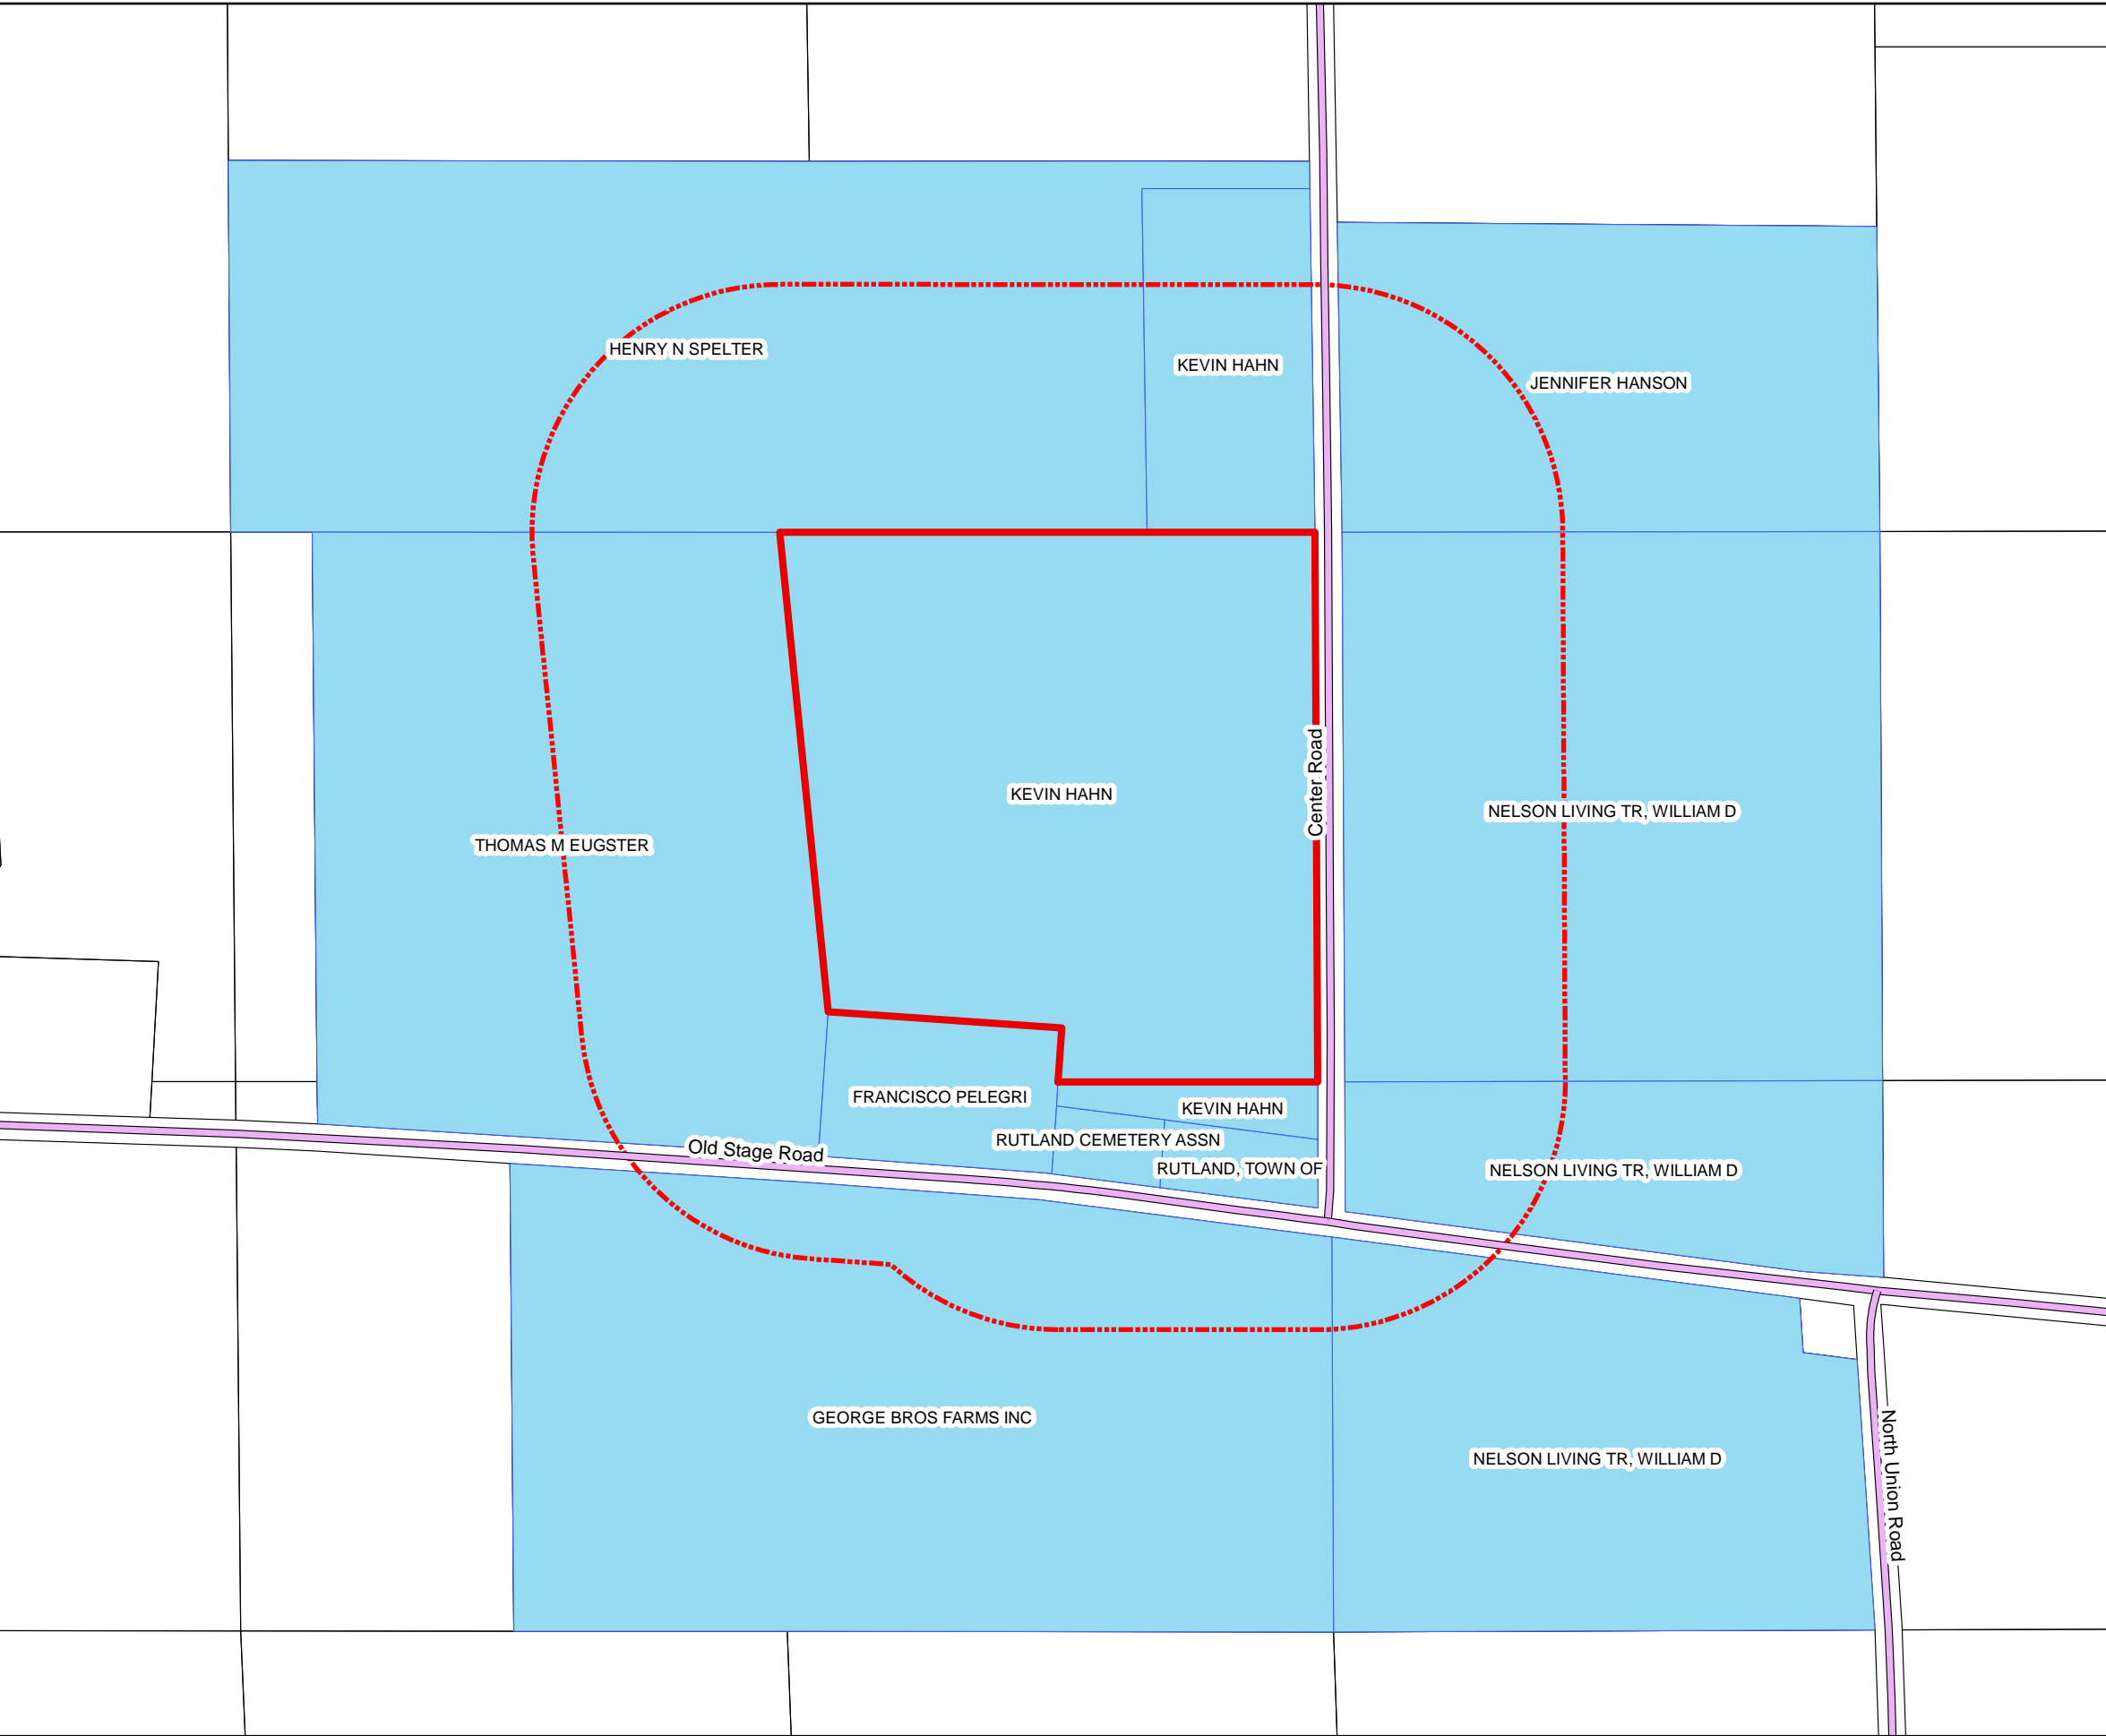 HENRY N SPELTER
KEVIN HAHN
JENNIFER HANSON
KEVIN HAHN
Center Road
NELSON LIVING TR, WILLIAM D
THOMAS M EUGSTER
FRANCISCO PELEGRI
KEVIN HAHN
RUTLAND CEMETERY ASSN
Old Stage Road
RUTLAND, TOWN OF
NELSON LIVING TR, WILLIAM D
GEORGE BROS FARMS INC
NELSON LIVING TR, WILLIAM D
North Union Road